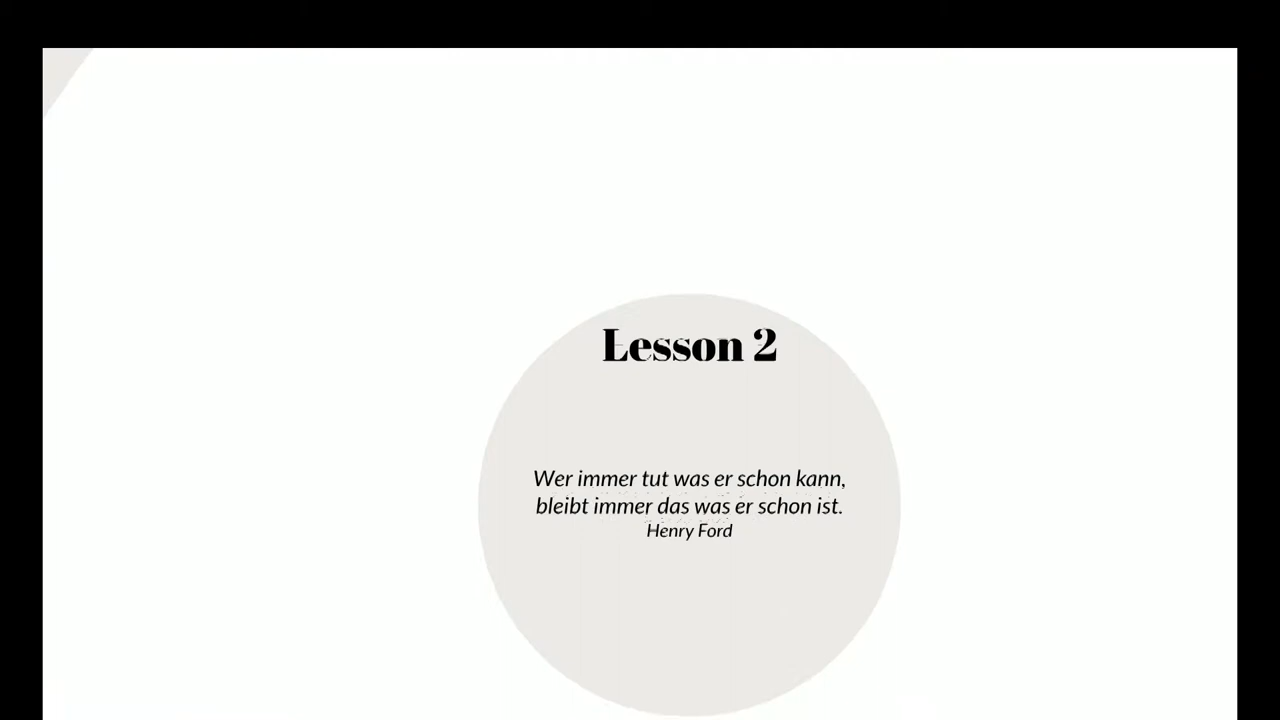 Lesson 2
Wer immer tut was er schon kann,
bleibt immer das was er schon ist.
Henry Ford